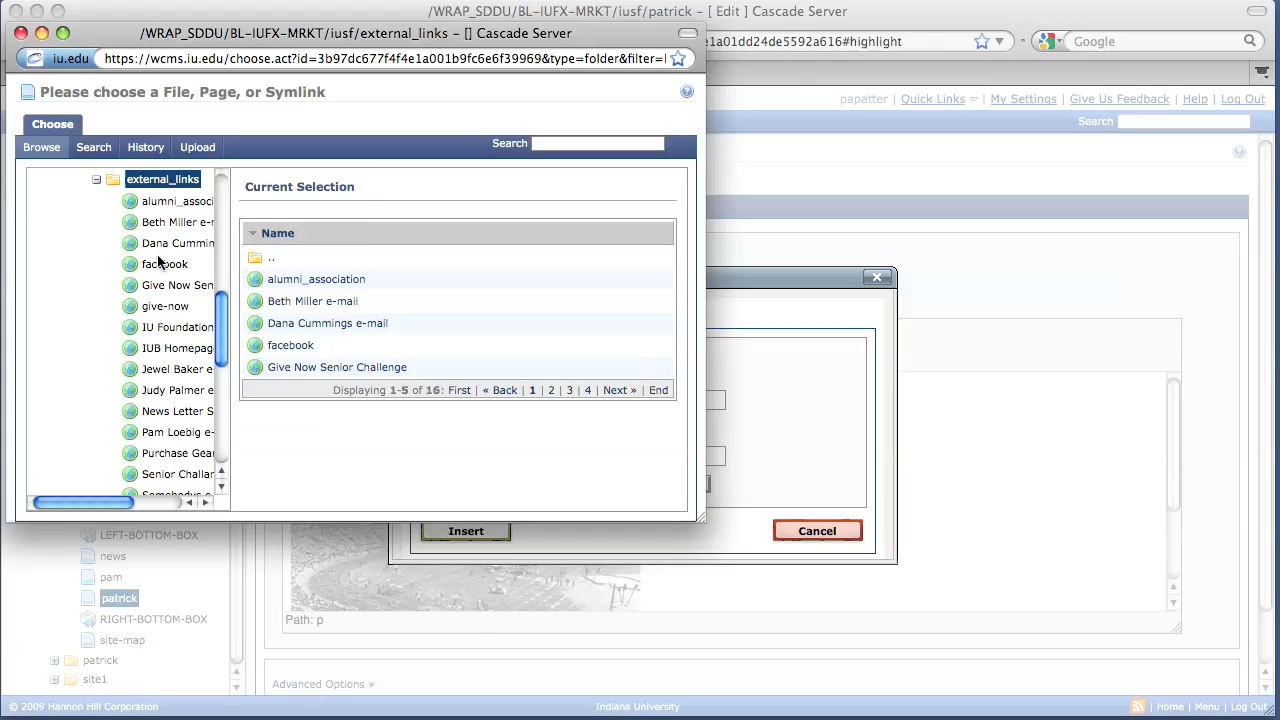 /WRAP_SDDU/BL-IUFX-MRKT/iusf/patrick - [ Edit ] Cascade Server
/WRAP_SDDU/BL-IUFX-MRKT/iusf/external_links - [] Cascade Server
iu.edu
https://wcms.iu.edu/choose.act?id=3b97dc677f4f4e1a001b9fc6e6f39969&type=folder&filter=
e1a01dd24de5592a616#highlight
Google
Please choose a File, Page, or Symlink
papatter | Quick Links | My Settings | Give Us Feedback | Help | Log Out
Search
Choose
Browse
Search
History
Upload
Search
external_links
alumni_associ
Beth Miller e-
Dana Cummin
facebook
Give Now Sen
give-now
IU Foundation
IUB Homepag
Jewel Baker e
Judy Palmer e
News Letter S
Pam Loebig e-
Purchase Gea
Senior Challan
Somebodys e
Current Selection
Name
..
alumni_association
Beth Miller e-mail
Dana Cummings e-mail
facebook
Give Now Senior Challenge
Displaying 1-5 of 16: First | « Back | 1 | 2 | 3 | 4 | Next » | End
Insert
Cancel
LEFT-BOTTOM-BOX
news
pam
patrick
RIGHT-BOTTOM-BOX
site-map
patrick
site1
Path: p
Advanced Options »
© 2009 Hannon Hill Corporation
Indiana University
| Home | Menu | Log Out